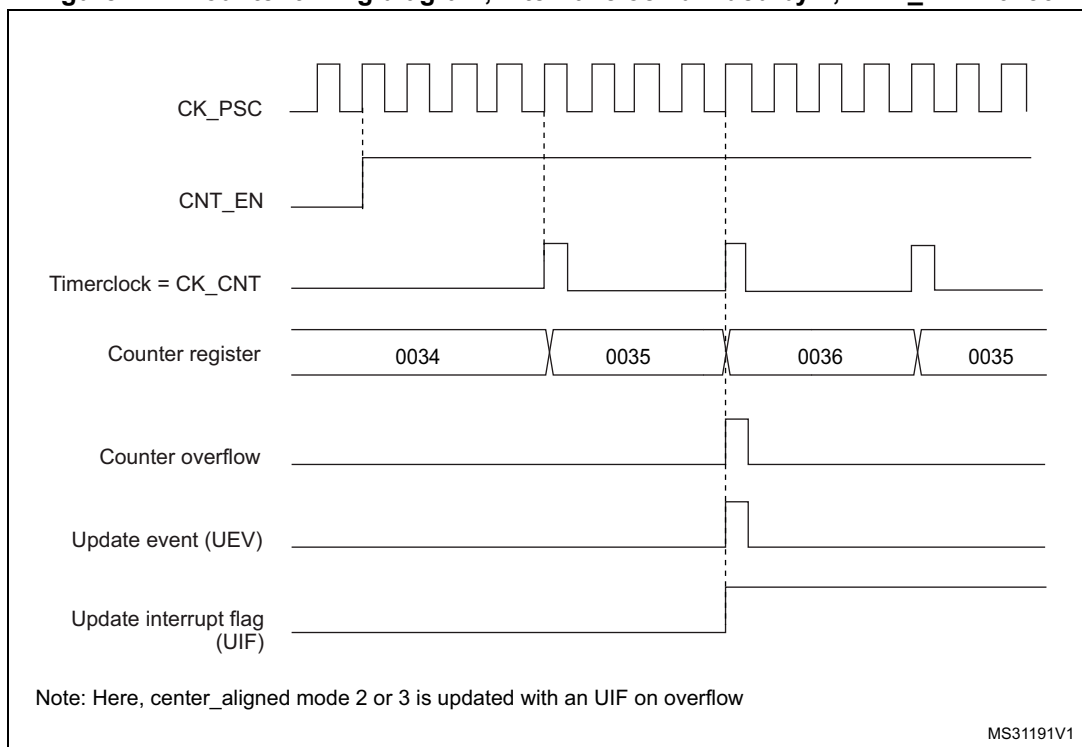 CK_PSC
CNT_EN
Timerclock = CK_CNT
Counter register 0034 0035 0036 0035
Counter overflow
Update event (UEV)
Update interrupt flag
(UIF)
Note: Here, center_aligned mode 2 or 3 is updated with an UIF on overflow
MS31191V1